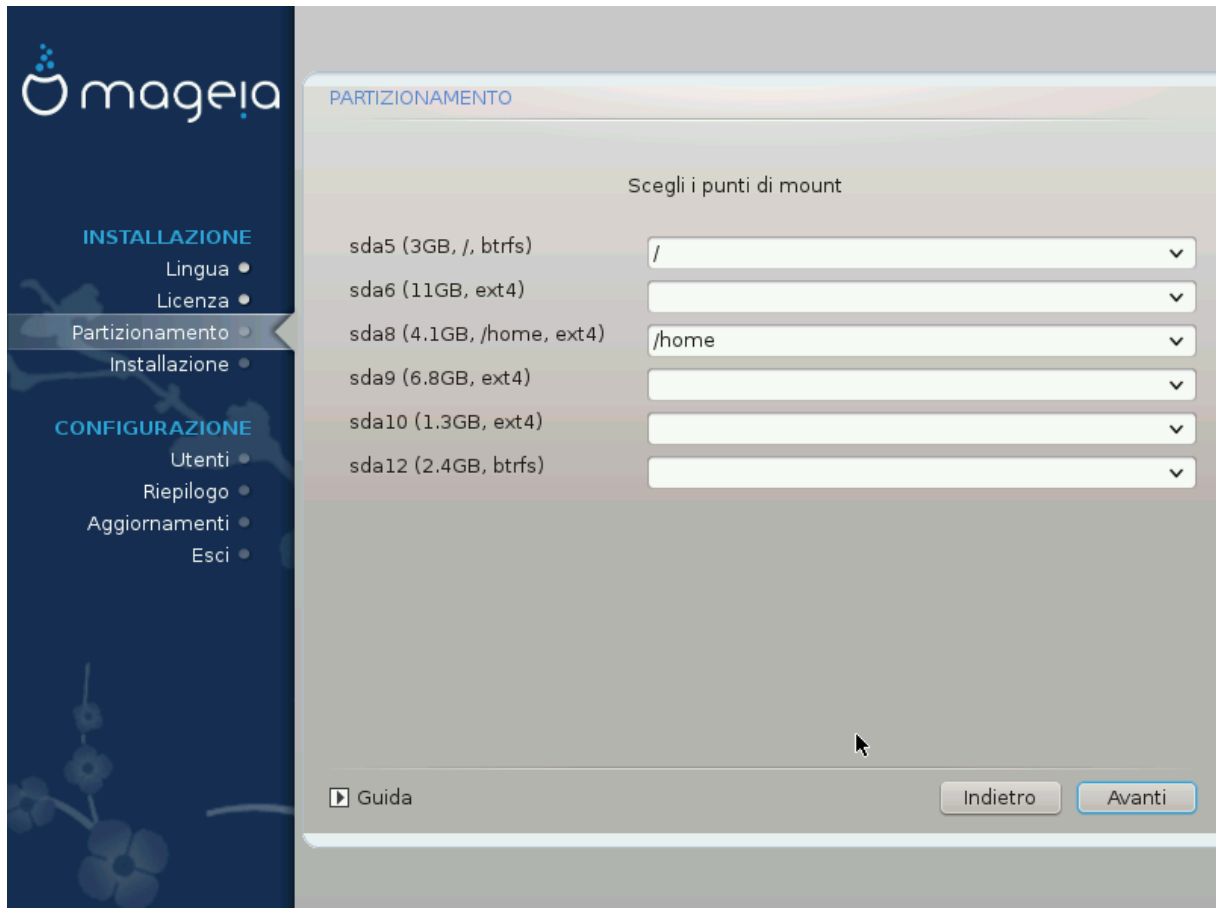 mageia
INSTALLAZIONE
Lingua
Licenza
Partizionamento
Installazione
CONFIGURAZIONE
Utenti
Riepilogo
Aggiornamenti
Esci
PARTIZIONAMENTO
Scegli i punti di mount
sda5 (3GB, /, btrfs) /
sda6 (11GB, ext4)
sda8 (4.1GB, /home, ext4) /home
sda9 (6.8GB, ext4)
sda10 (1.3GB, ext4)
sda12 (2.4GB, btrfs)
Guida Indietro Avanti